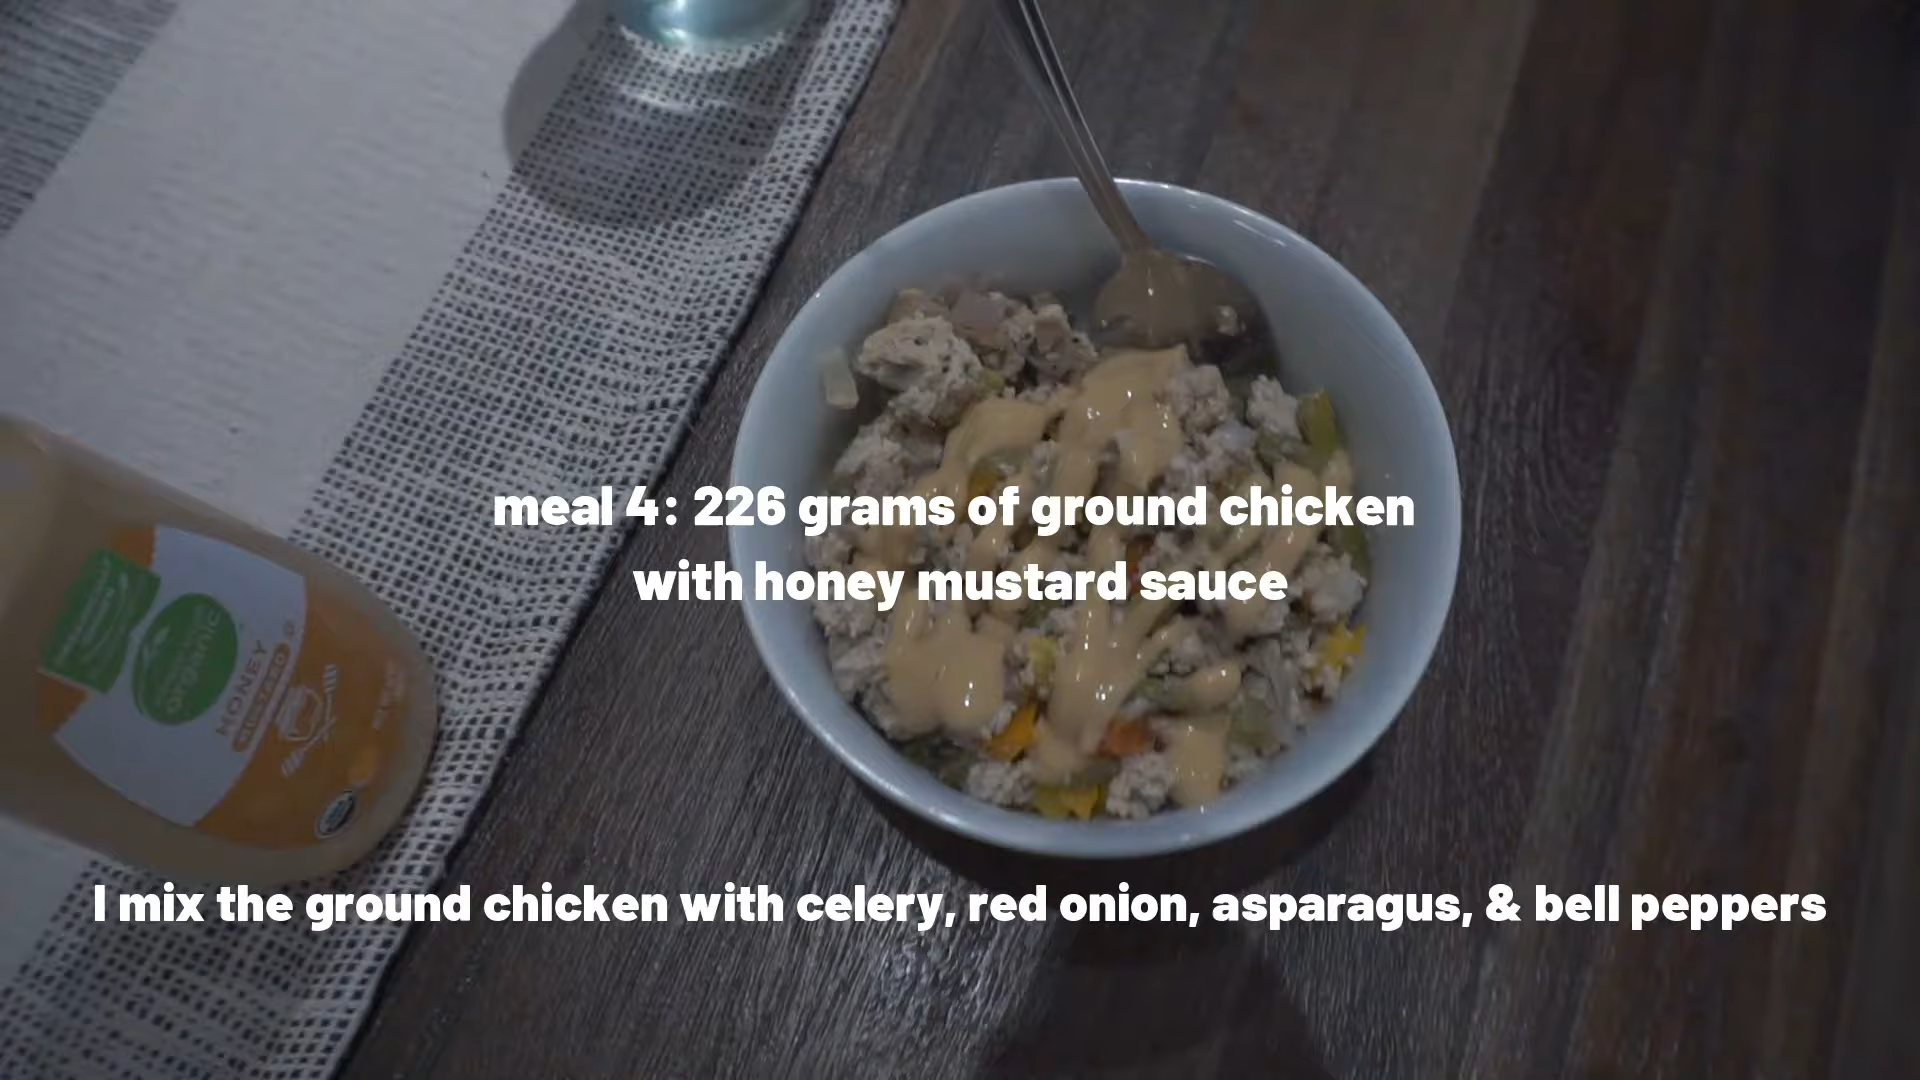 meal 4: 226 grams of ground chicken
with honey mustard sauce
organic
HONEY
MUSTARD
I mix the ground chicken with celery, red onion, asparagus, & bell peppers